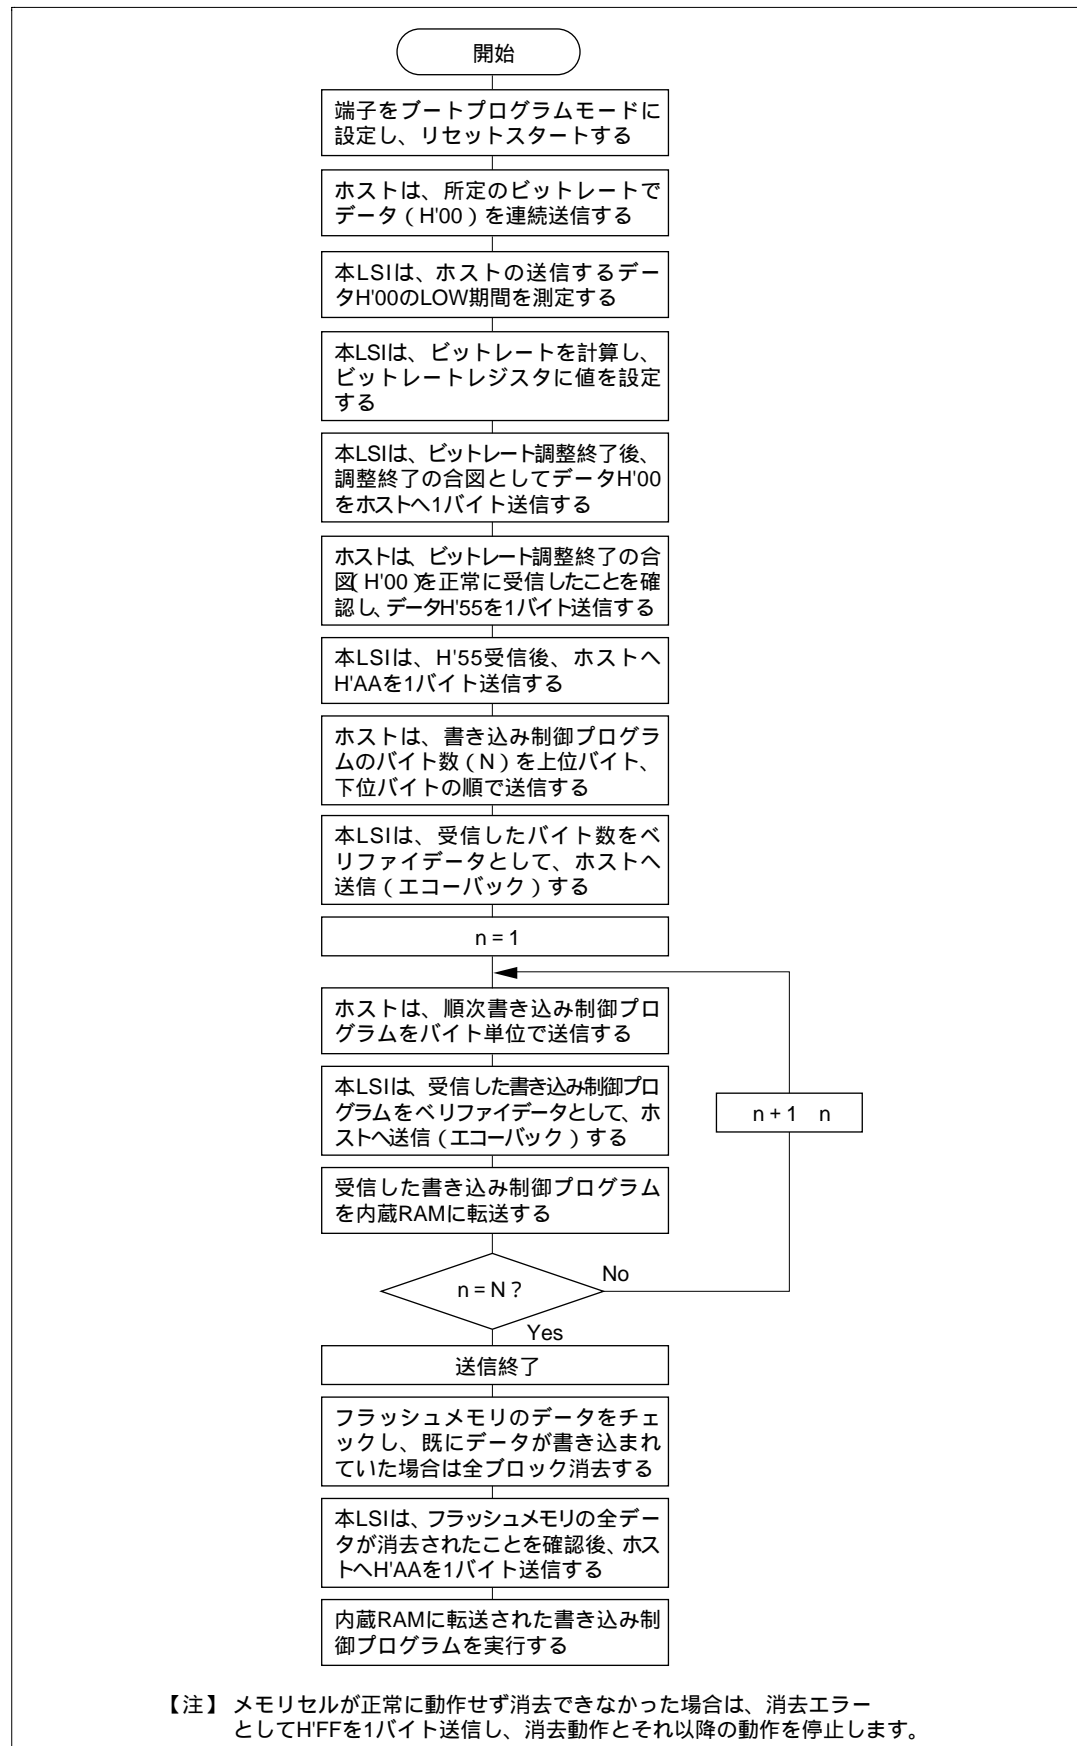 開始
端子をブートプログラムモードに
設定し、リセットスタートする
ホストは、所定のビットレートで
データ（H'00）を連続送信する
本LSIは、ホストの送信するデー
タH'00のLOW期間を測定する
本LSIは、ビットレートを計算し、
ビットレートレジスタに値を設定
する
本LSIは、ビットレート調整終了後、
調整終了の合図としてデータH'00
をホストへ1バイト送信する
ホストは、ビットレート調整終了の合
図（H'00）を正常に受信したことを確
認し、データH'55を1バイト送信する
本LSIは、H'55受信後、ホストへ
H'AAを1バイト送信する
ホストは、書き込み制御プログラ
ムのバイト数（N）を上位バイト、
下位バイトの順で送信する
本LSIは、受信したバイト数をベ
リファイデータとして、ホストへ
送信（エコーバック）する
n = 1
ホストは、順次書き込み制御プロ
グラムをバイト単位で送信する
本LSIは、受信した書き込み制御プロ
グラムをベリファイデータとして、ホ
ストへ送信（エコーバック）する
n + 1 n
受信した書き込み制御プログラム
を内蔵RAMに転送する
n = N？
No
Yes
送信終了
フラッシュメモリのデータをチェ
ックし、既にデータが書き込まれ
ていた場合は全ブロック消去する
本LSIは、フラッシュメモリの全デー
タが消去されたことを確認後、ホス
トへH'AAを1バイト送信する
内蔵RAMに転送された書き込み制
御プログラムを実行する
【注】 メモリセルが正常に動作せず消去できなかった場合は、消去エラー
としてH'FFを1バイト送信し、消去動作とそれ以降の動作を停止します。